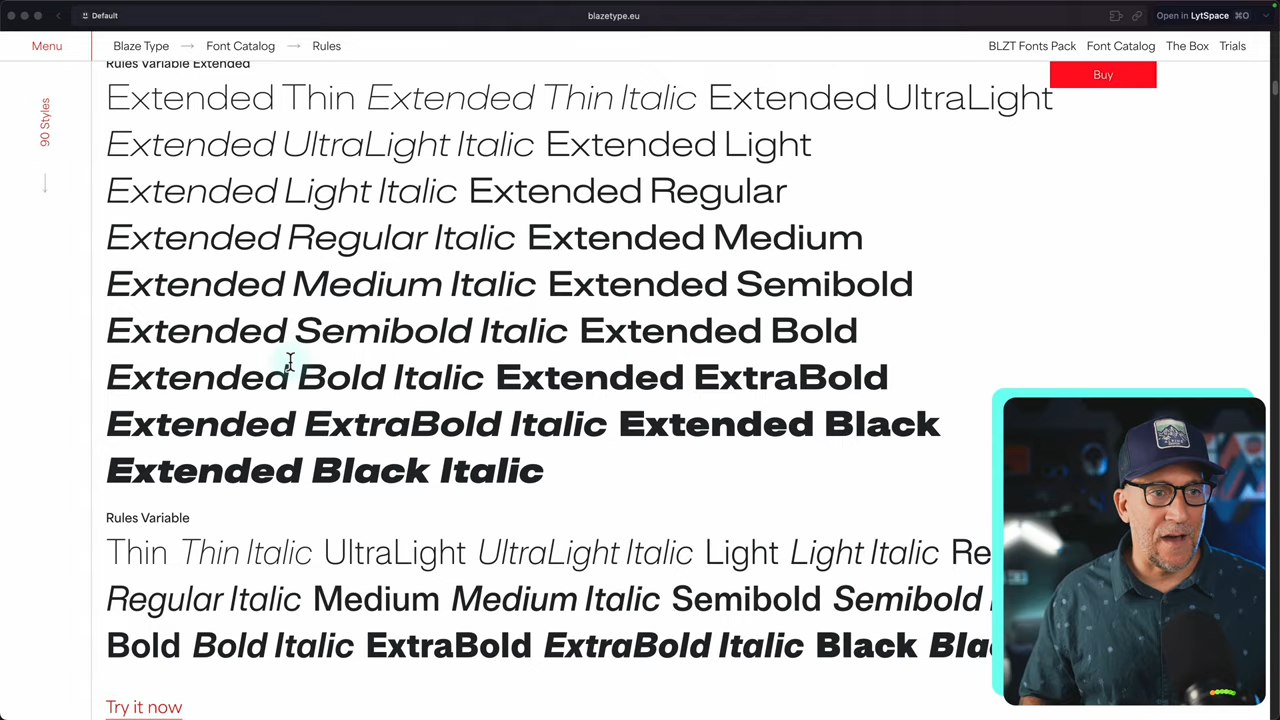 Default
blazetype.eu
Open in LytSpace ⌘O
Menu
Blaze Type → Font Catalog → Rules
BLZT Fonts Pack Font Catalog The Box Trials
Rules Variable Extended
Buy
90 Styles →
Extended Thin Extended Thin Italic Extended UltraLight
Extended UltraLight Italic Extended Light
Extended Light Italic Extended Regular
Extended Regular Italic Extended Medium
Extended Medium Italic Extended Semibold
Extended Semibold Italic Extended Bold
Extended Bold Italic Extended ExtraBold
Extended ExtraBold Italic Extended Black
Extended Black Italic
Rules Variable
Thin Thin Italic UltraLight UltraLight Italic Light Light Italic Re
Regular Italic Medium Medium Italic Semibold Semibold
Bold Bold Italic ExtraBold ExtraBold Italic Black Bla
Try it now